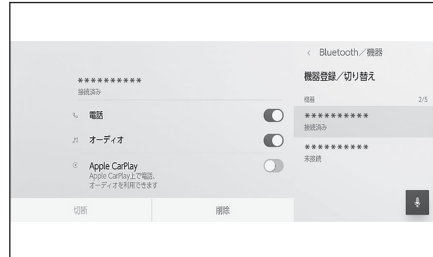 ＊＊＊＊＊＊＊＊＊＊
接続済み
電話
オーディオ
Apple CarPlay
Apple CarPlay上で電話、
オーディオを利用できます
切断
削除
< Bluetooth／機器
機器登録／切り替え
機器 2/5
＊＊＊＊＊＊＊＊＊＊
接続済み
＊＊＊＊＊＊＊＊＊＊
未接続